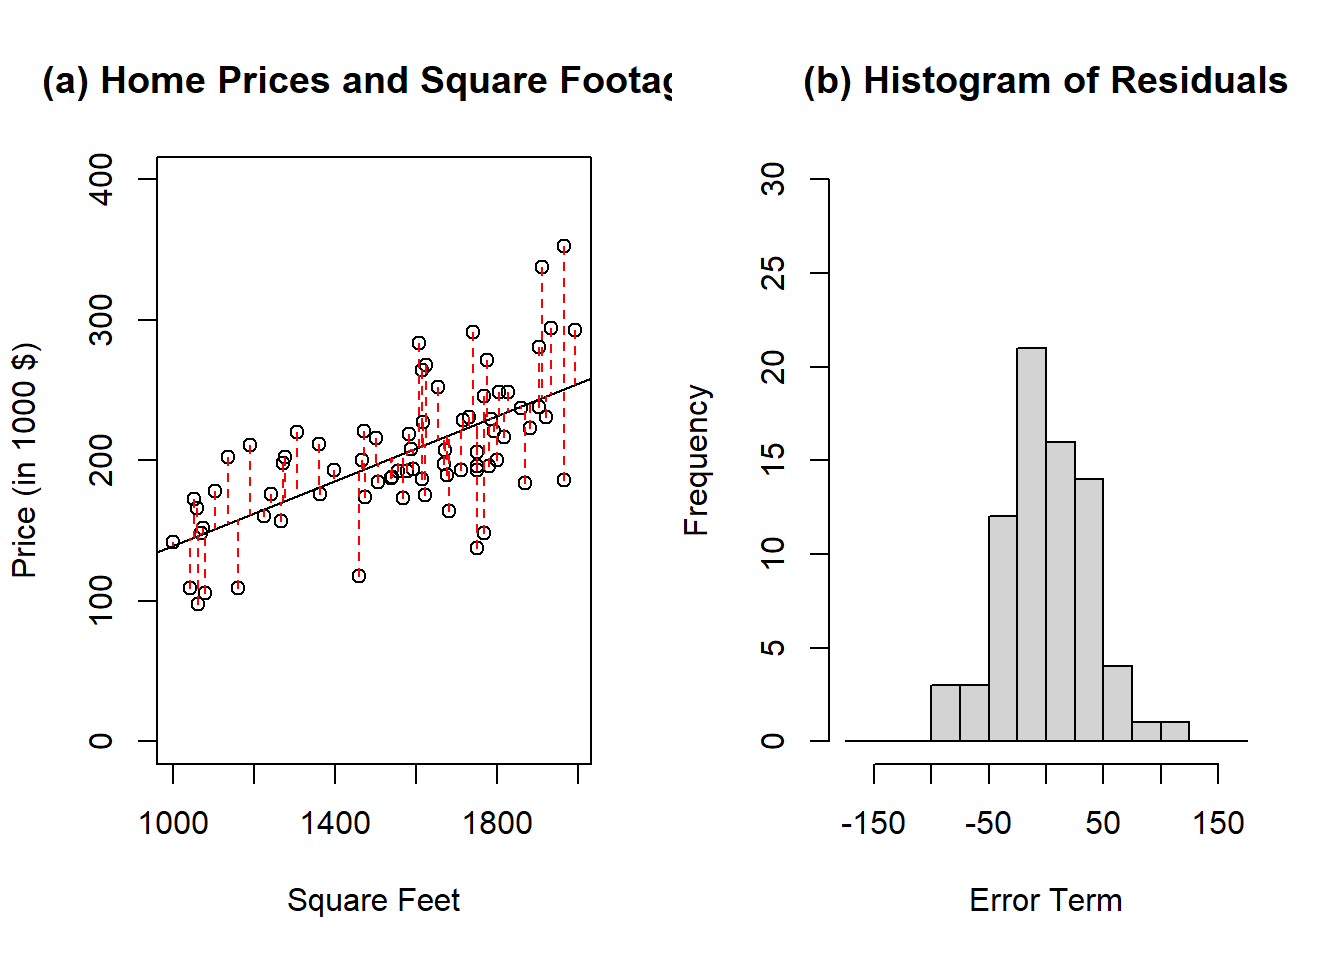 (a) Home Prices and Square Footag
Price (in 1000 $)
400
300
200
100
0
1000 1400 1800
Square Feet
(b) Histogram of Residuals
Frequency
30
25
20
15
10
5
0
-150 -50 50 150
Error Term